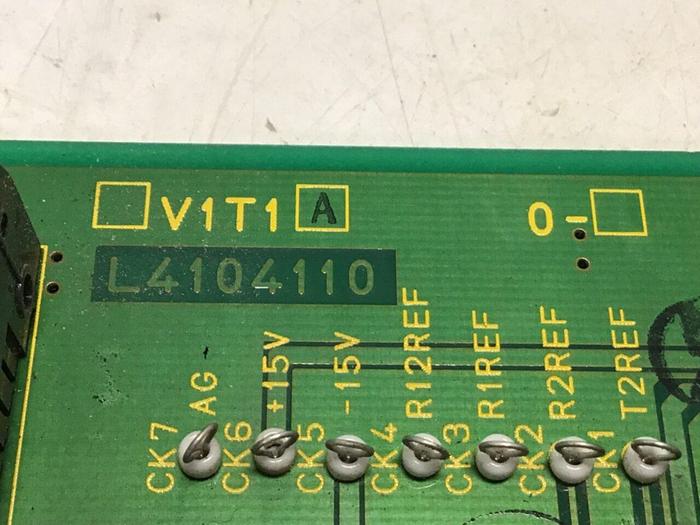 V1T1 A
0-
L4104110
CK7 AG
CK6 +15V
CK5 -15V
CK4 R12REF
CK3 R1REF
CK2 R2REF
CK1 T2REF